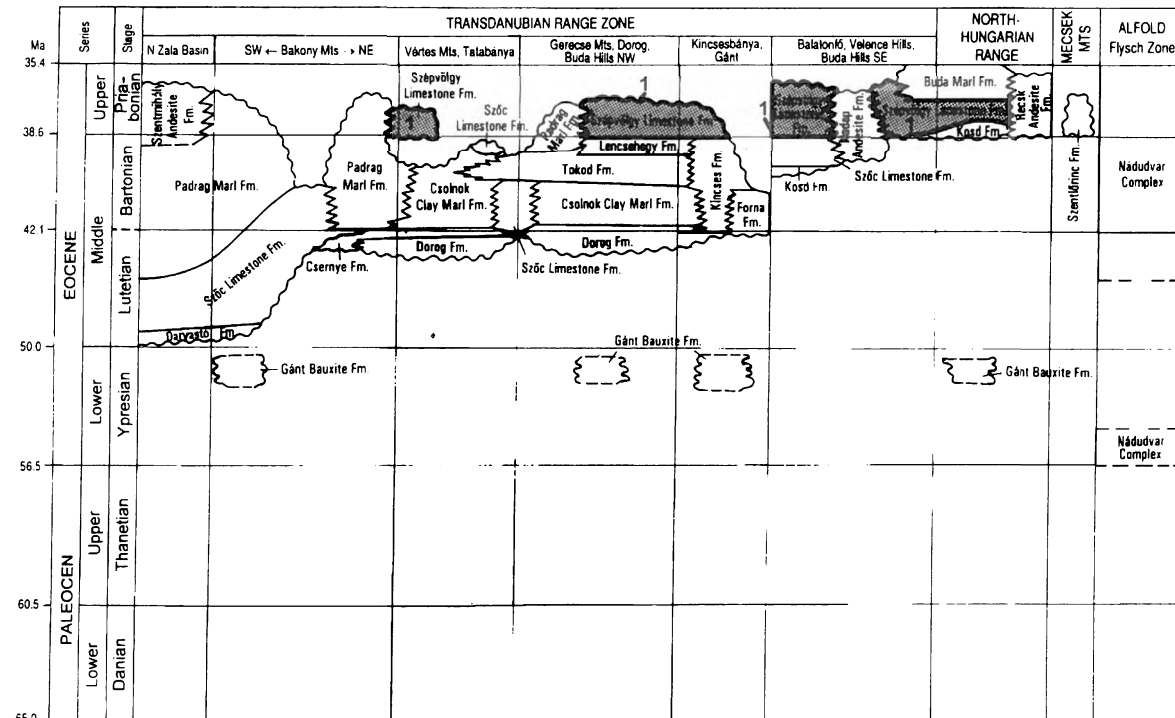 TRANSDANUBIAN RANGE ZONE
NORTH-
HUNGARIAN
RANGE
MECSEK
MTS
ALFOLD
Flysch Zone
Ma
Series
Stage
N Zala Basin
SW ← Bakony Mts → NE
Vértes Mts, Tatabánya
Gerecse Mts, Dorog,
Buda Hills NW
Kincsesbánya,
Gánt
Balatonfő, Velence Hills,
Buda Hills SE
35.4
38.6
42.1
50.0
56.5
60.5
65.0
EOCENE
PALEOCEN
Upper
Middle
Lower
Upper
Lower
Pria-
bonian
Bartonian
Lutetian
Ypresian
Thanetian
Danian
Szentmihály
Andesite Fm.
Padrag Marl Fm.
Padrag
Marl Fm.
Szőc Limestone Fm.
Darvastó Fm.
Csernye Fm.
Szépvölgy
Limestone Fm.
1
Szőc
Limestone Fm.
Csolnok
Clay Marl Fm.
Dorog Fm.
Padrag
Marl Fm.
1
Szépvölgy Limestone Fm.
Lencsehegy Fm.
Tokod Fm.
Csolnok Clay Marl Fm.
Dorog Fm.
Szőc Limestone Fm.
Kincses Fm.
Forna
Fm.
1
Limestone
Fm.
Kosd Fm.
Szőc Limestone Fm.
Nadap
Andesite Fm.
Buda Marl Fm.
Szépvölgy Limestone Fm.
Kosd Fm.
Recsk
Andesite
Fm.
Szentlőrinc Fm.
Nádudvar
Complex
Nádudvar
Complex
Gánt Bauxite Fm.
Gánt Bauxite Fm.
Gánt Bauxite Fm.